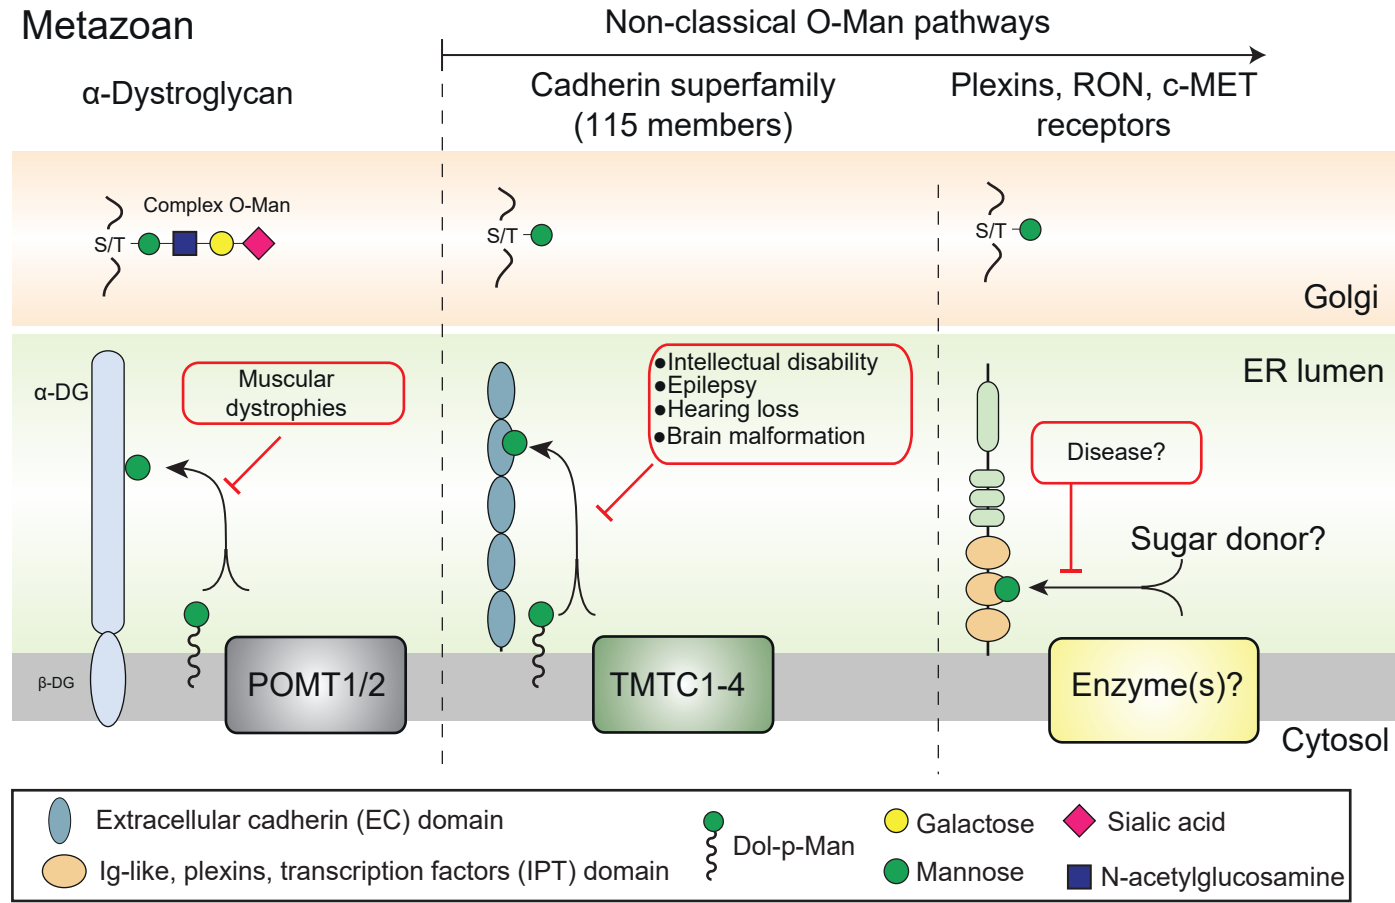 Metazoan
Non-classical O-Man pathways
α-Dystroglycan
Cadherin superfamily
(115 members)
Plexins, RON, c-MET
receptors
Complex O-Man
S/T
S/T
S/T
Golgi
ER lumen
α-DG
Muscular
dystrophies
●Intellectual disability
●Epilepsy
●Hearing loss
●Brain malformation
Disease?
Sugar donor?
β-DG
POMT1/2
TMTC1-4
Enzyme(s)?
Cytosol
Extracellular cadherin (EC) domain
Ig-like, plexins, transcription factors (IPT) domain
Dol-p-Man
Galactose
Mannose
Sialic acid
N-acetylglucosamine